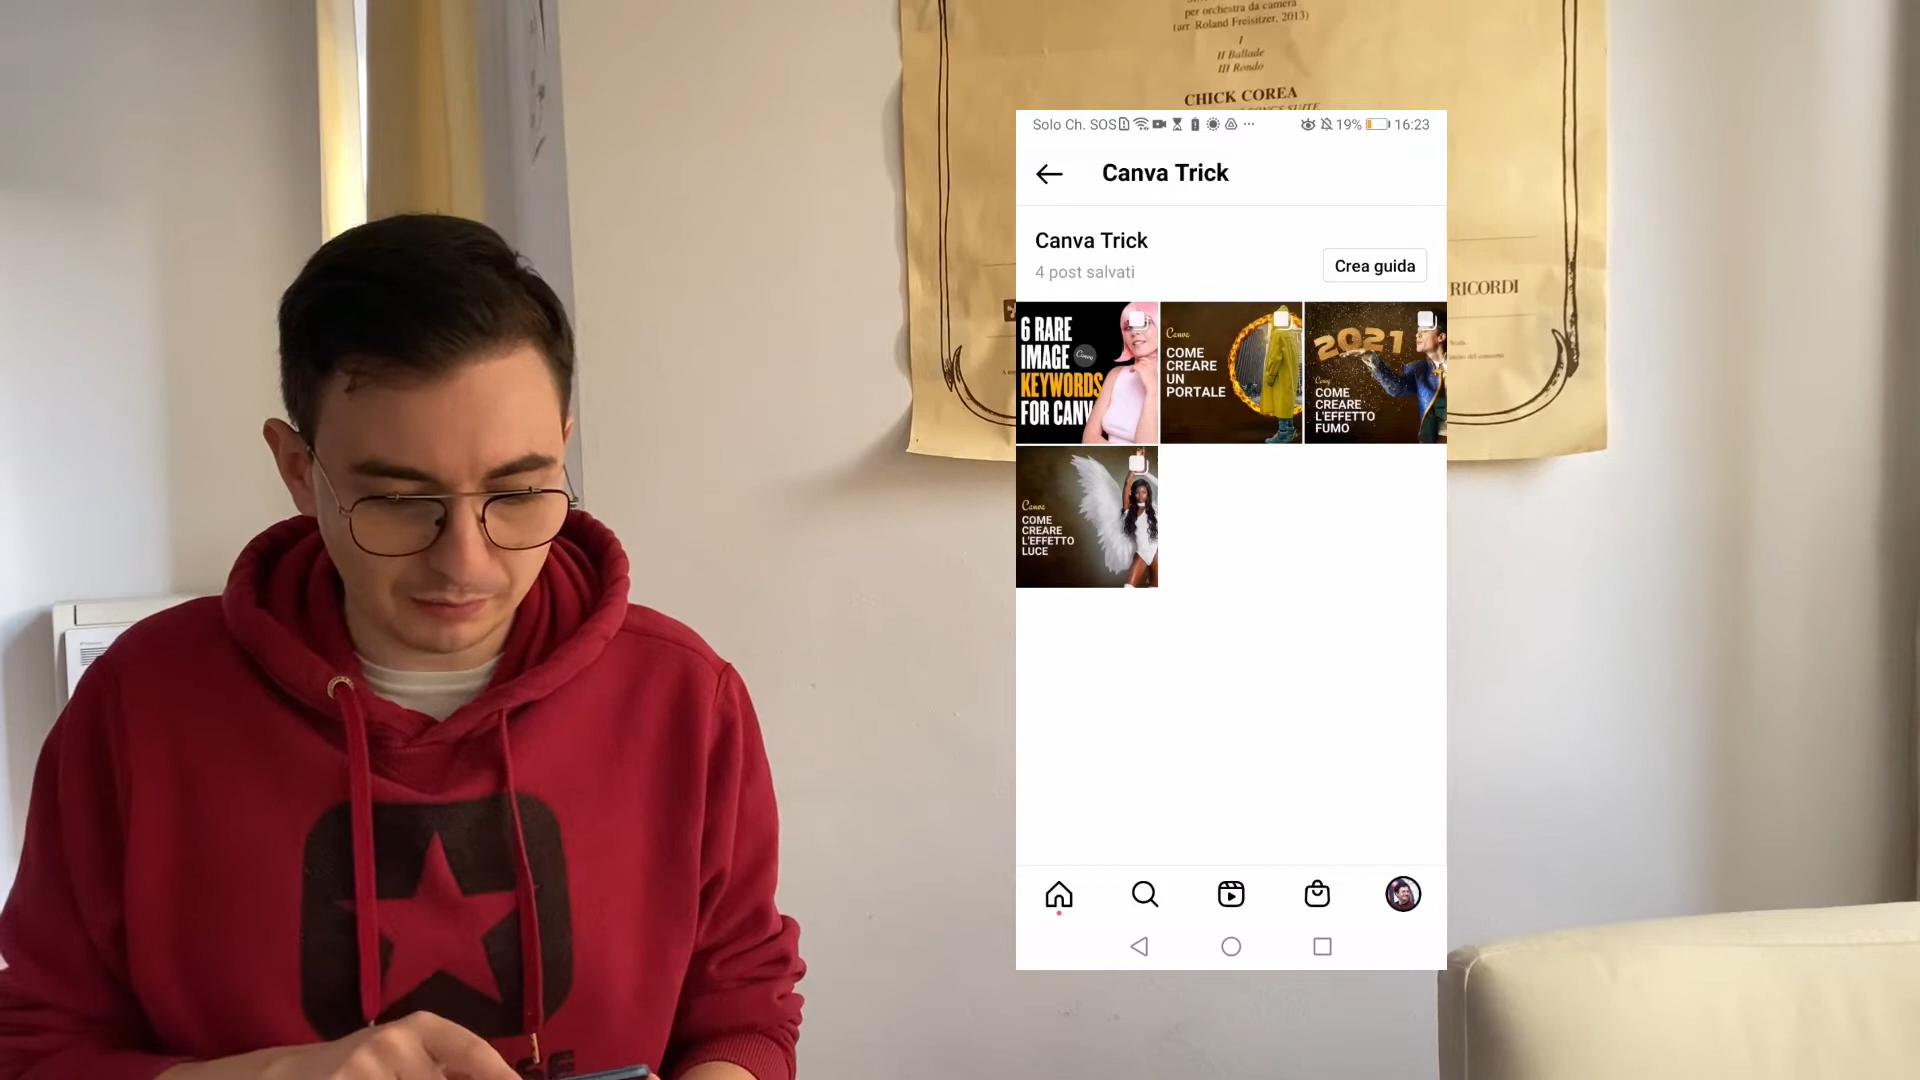 per orchestra da camera
(arr. Roland Freisitzer, 2013)
I
II Ballade
III Rondo
CHICK COREA
RICORDI
Solo Ch. SOS
19%
16:23
Canva Trick
Canva Trick
4 post salvati
Crea guida
6 RARE
IMAGE
Canva
KEYWORDS
FOR CANV
Canva
COME
CREARE
UN
PORTALE
2021
COME
CREARE
L'EFFETTO
FUMO
Canva
COME
CREARE
L'EFFETTO
LUCE